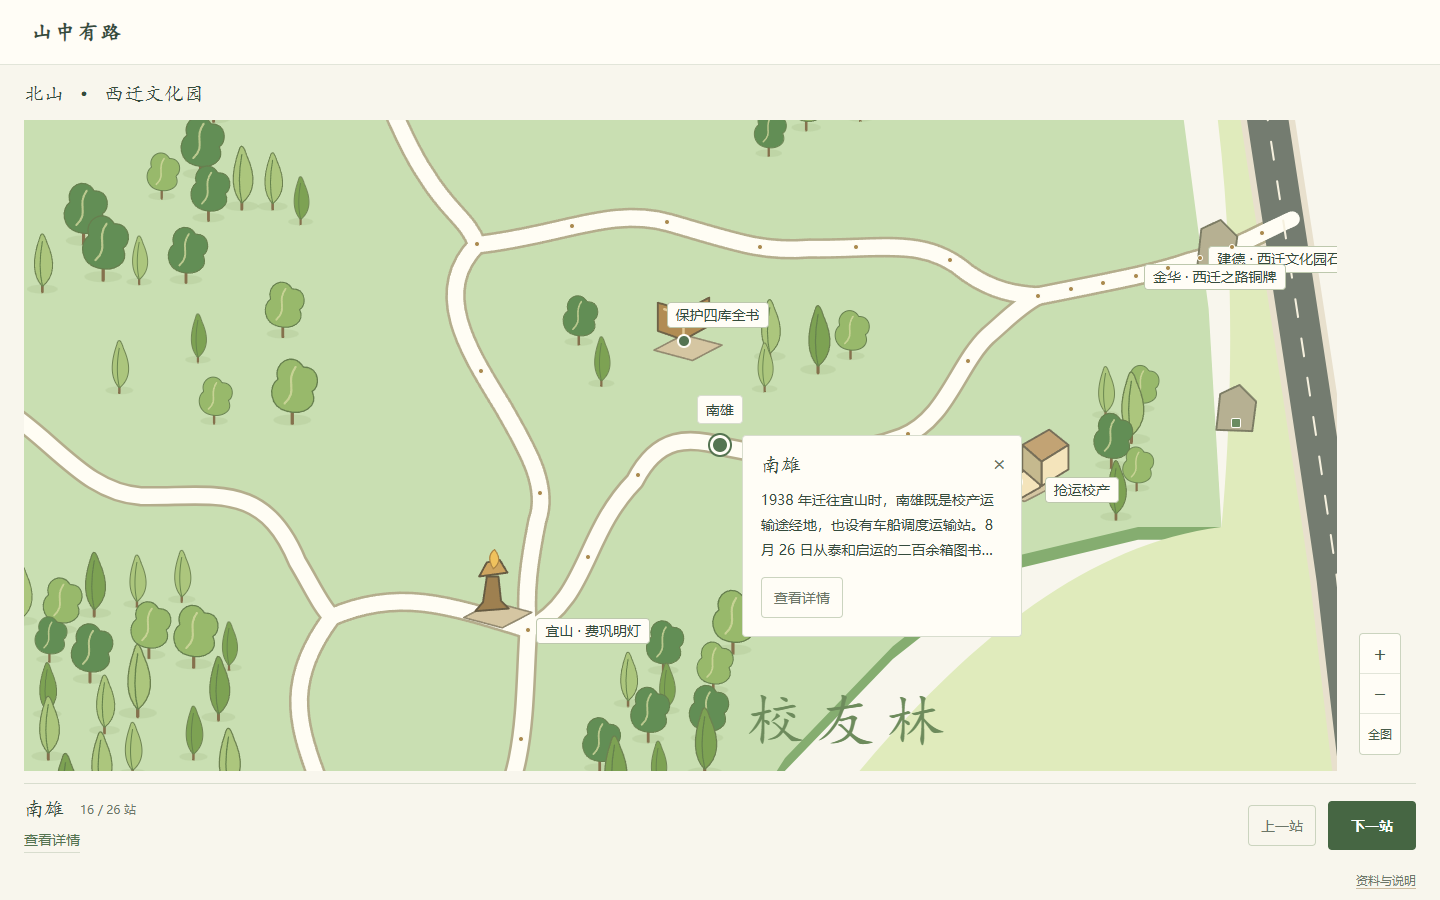 山中有路
北山 • 西迁文化园
建德 · 西迁文化园石
金华 · 西迁之路铜牌
保护四库全书
南雄
南雄
×
1938 年迁往宜山时，南雄既是校产运
输途经地，也设有车船调度运输站。8
月 26 日从泰和启运的二百余箱图书...
查看详情
抢运校产
宜山 · 费巩明灯
校友林
+
−
全图
南雄 16 / 26 站
查看详情
上一站
下一站
资料与说明